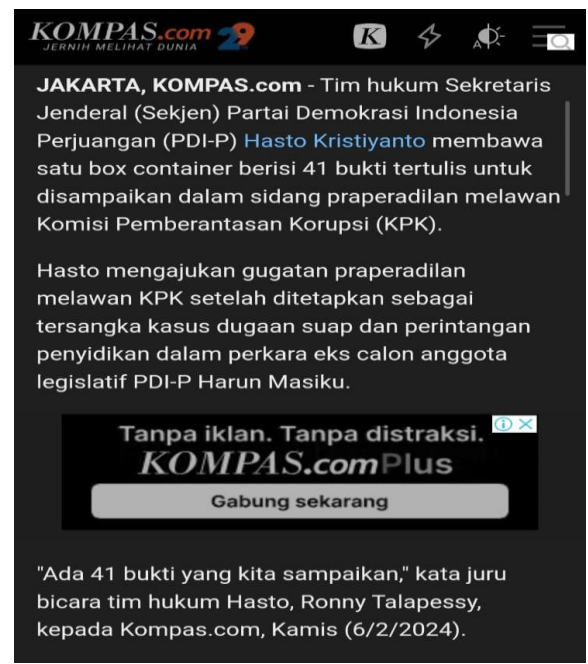 KOMPAS.com 29
JERNIH MELIHAT DUNIA
K
A
JAKARTA, KOMPAS.com - Tim hukum Sekretaris
Jenderal (Sekjen) Partai Demokrasi Indonesia
Perjuangan (PDI-P) Hasto Kristiyanto membawa
satu box container berisi 41 bukti tertulis untuk
disampaikan dalam sidang praperadilan melawan
Komisi Pemberantasan Korupsi (KPK).
Hasto mengajukan gugatan praperadilan
melawan KPK setelah ditetapkan sebagai
tersangka kasus dugaan suap dan perintangan
penyidikan dalam perkara eks calon anggota
legislatif PDI-P Harun Masiku.
Tanpa iklan. Tanpa distraksi.
KOMPAS.comPlus
Gabung sekarang
"Ada 41 bukti yang kita sampaikan," kata juru
bicara tim hukum Hasto, Ronny Talapessy,
kepada Kompas.com, Kamis (6/2/2024).